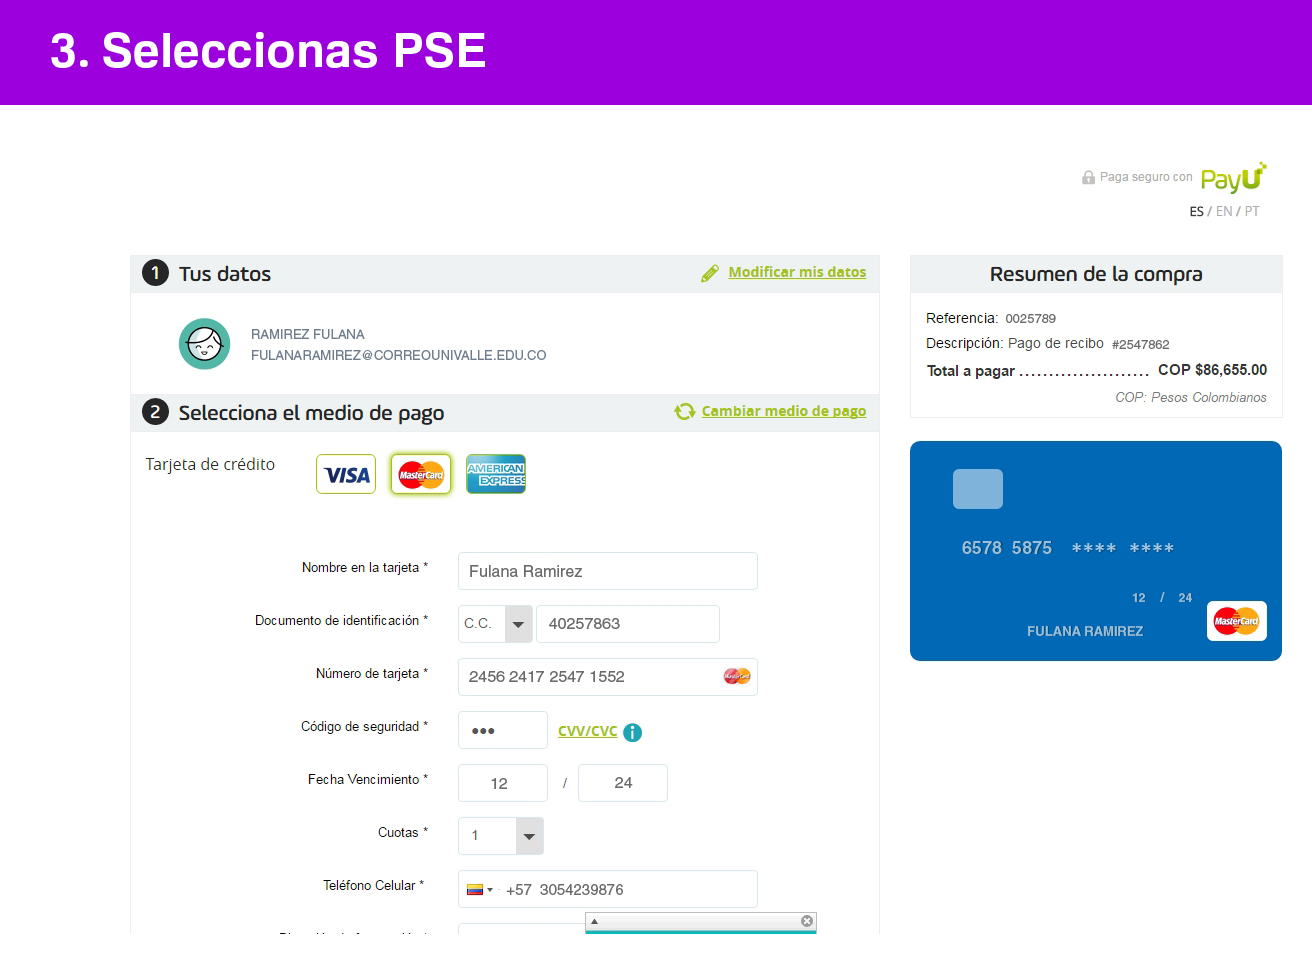 3. Seleccionas PSE
Paga seguro con PayU
ES / EN / PT
1 Tus datos
Modificar mis datos
RAMIREZ FULANA
FULANARAMIREZ@CORREOUNIVALLE.EDU.CO
2 Selecciona el medio de pago
Cambiar medio de pago
Tarjeta de crédito
VISA
MasterCard
AMERICAN EXPRESS
Nombre en la tarjeta *
Fulana Ramirez
Documento de identificación *
C.C.
40257863
Número de tarjeta *
2456 2417 2547 1552
MasterCard
Código de seguridad *
•••
CVV/CVC
i
Fecha Vencimiento *
12 / 24
Cuotas *
1
Teléfono Celular *
+57 3054239876
Resumen de la compra
Referencia: 0025789
Descripción: Pago de recibo #2547862
Total a pagar ...................... COP $86,655.00
COP: Pesos Colombianos
6578 5875 **** ****
12 / 24
FULANA RAMIREZ
MasterCard